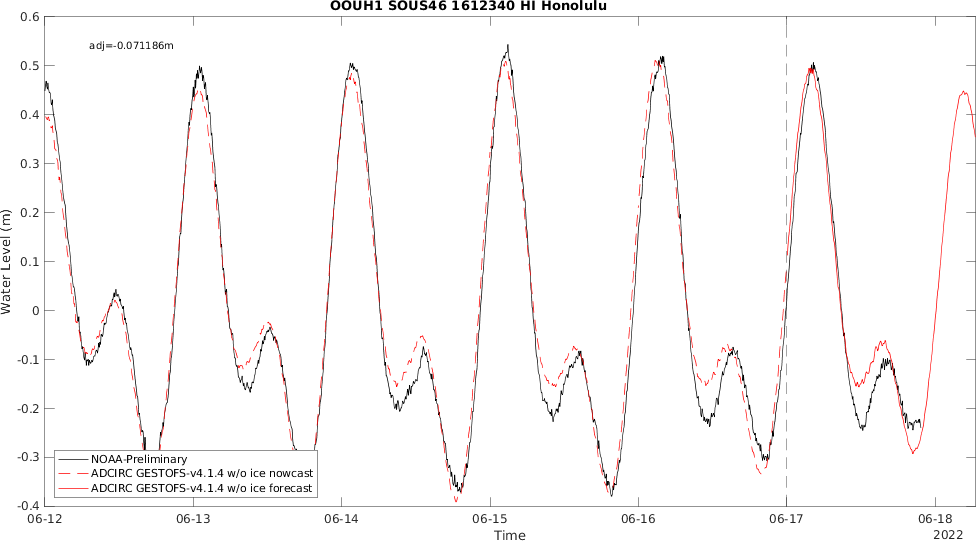 OOUH1 SOUS46 1612340 HI Honolulu
adj=-0.071186m
Water Level (m)
0.6
0.5
0.4
0.3
0.2
0.1
0
-0.1
-0.2
-0.3
-0.4
NOAA-Preliminary
ADCIRC GESTOFS-v4.1.4 w/o ice nowcast
ADCIRC GESTOFS-v4.1.4 w/o ice forecast
06-12 06-13 06-14 06-15 06-16 06-17 06-18
Time
2022